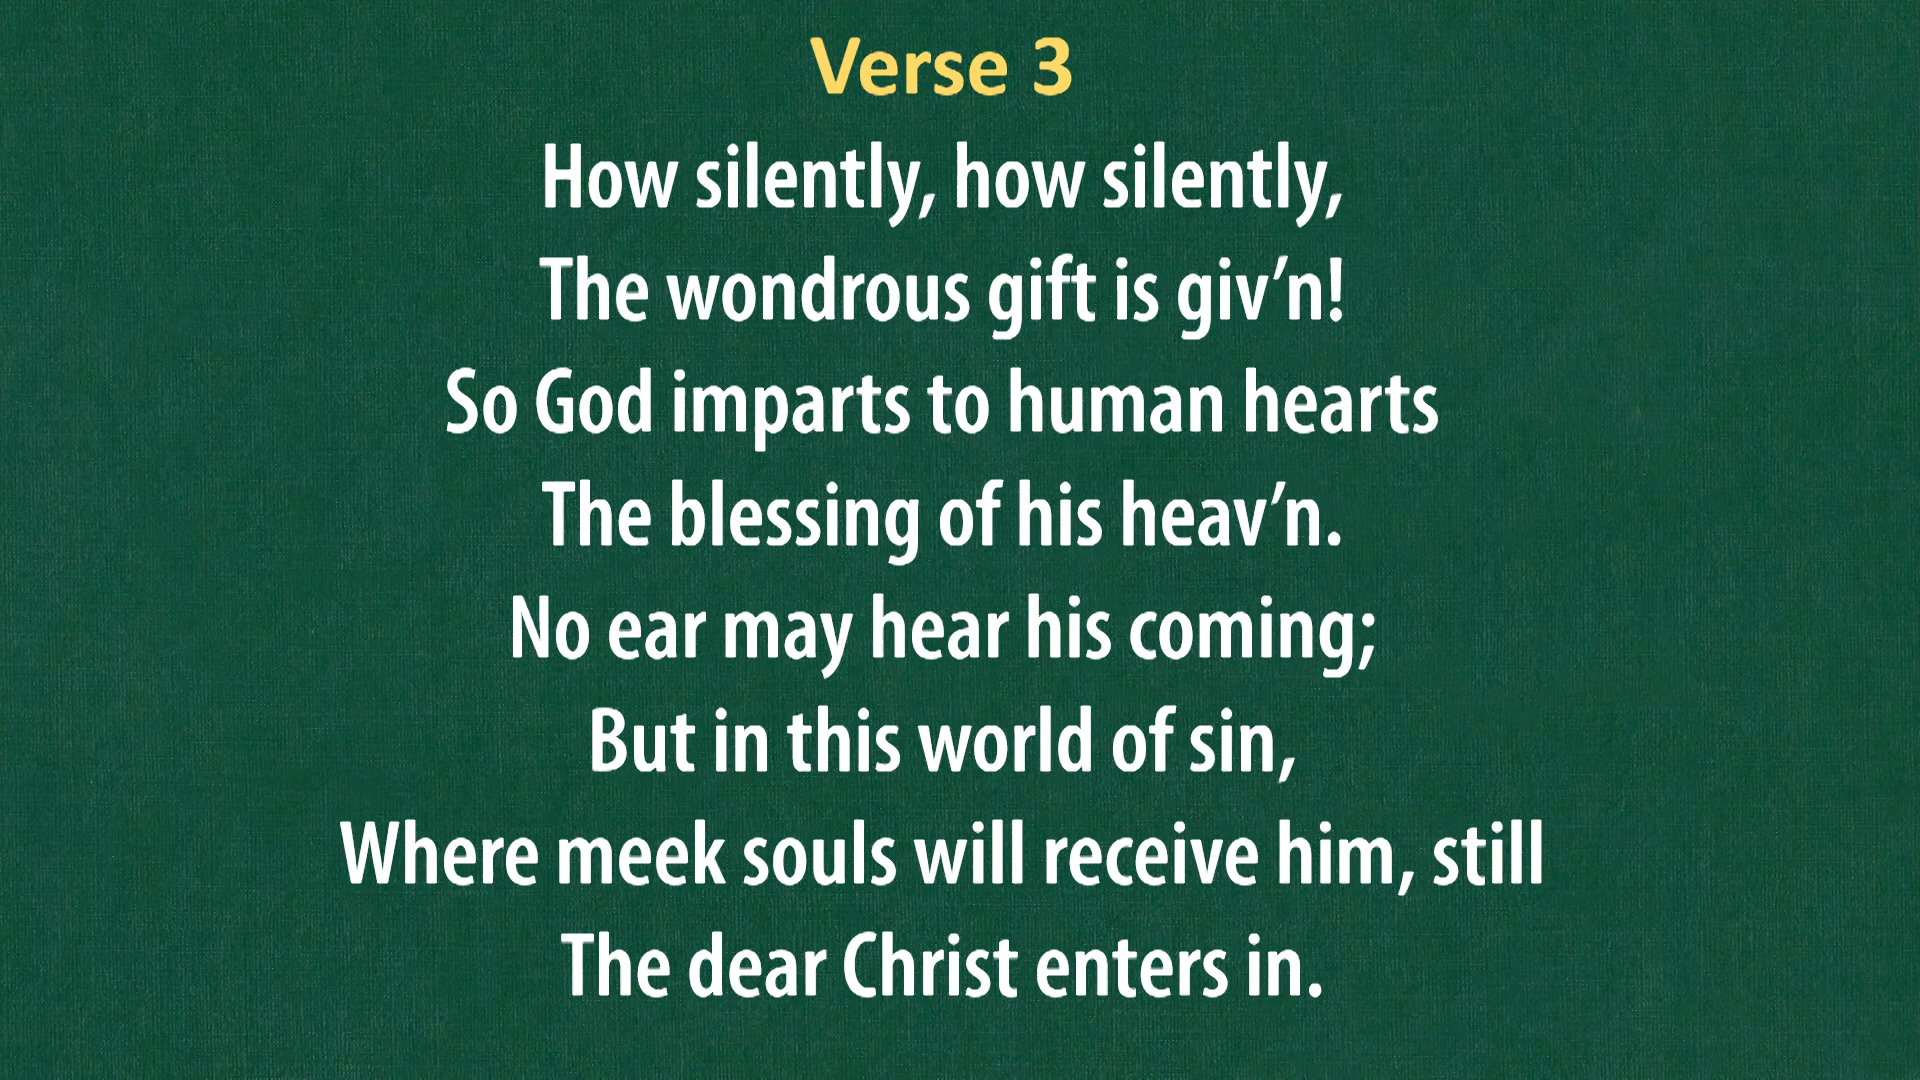 Verse 3
How silently, how silently,
The wondrous gift is giv’n!
So God imparts to human hearts
The blessing of his heav’n.
No ear may hear his coming;
But in this world of sin,
Where meek souls will receive him, still
The dear Christ enters in.